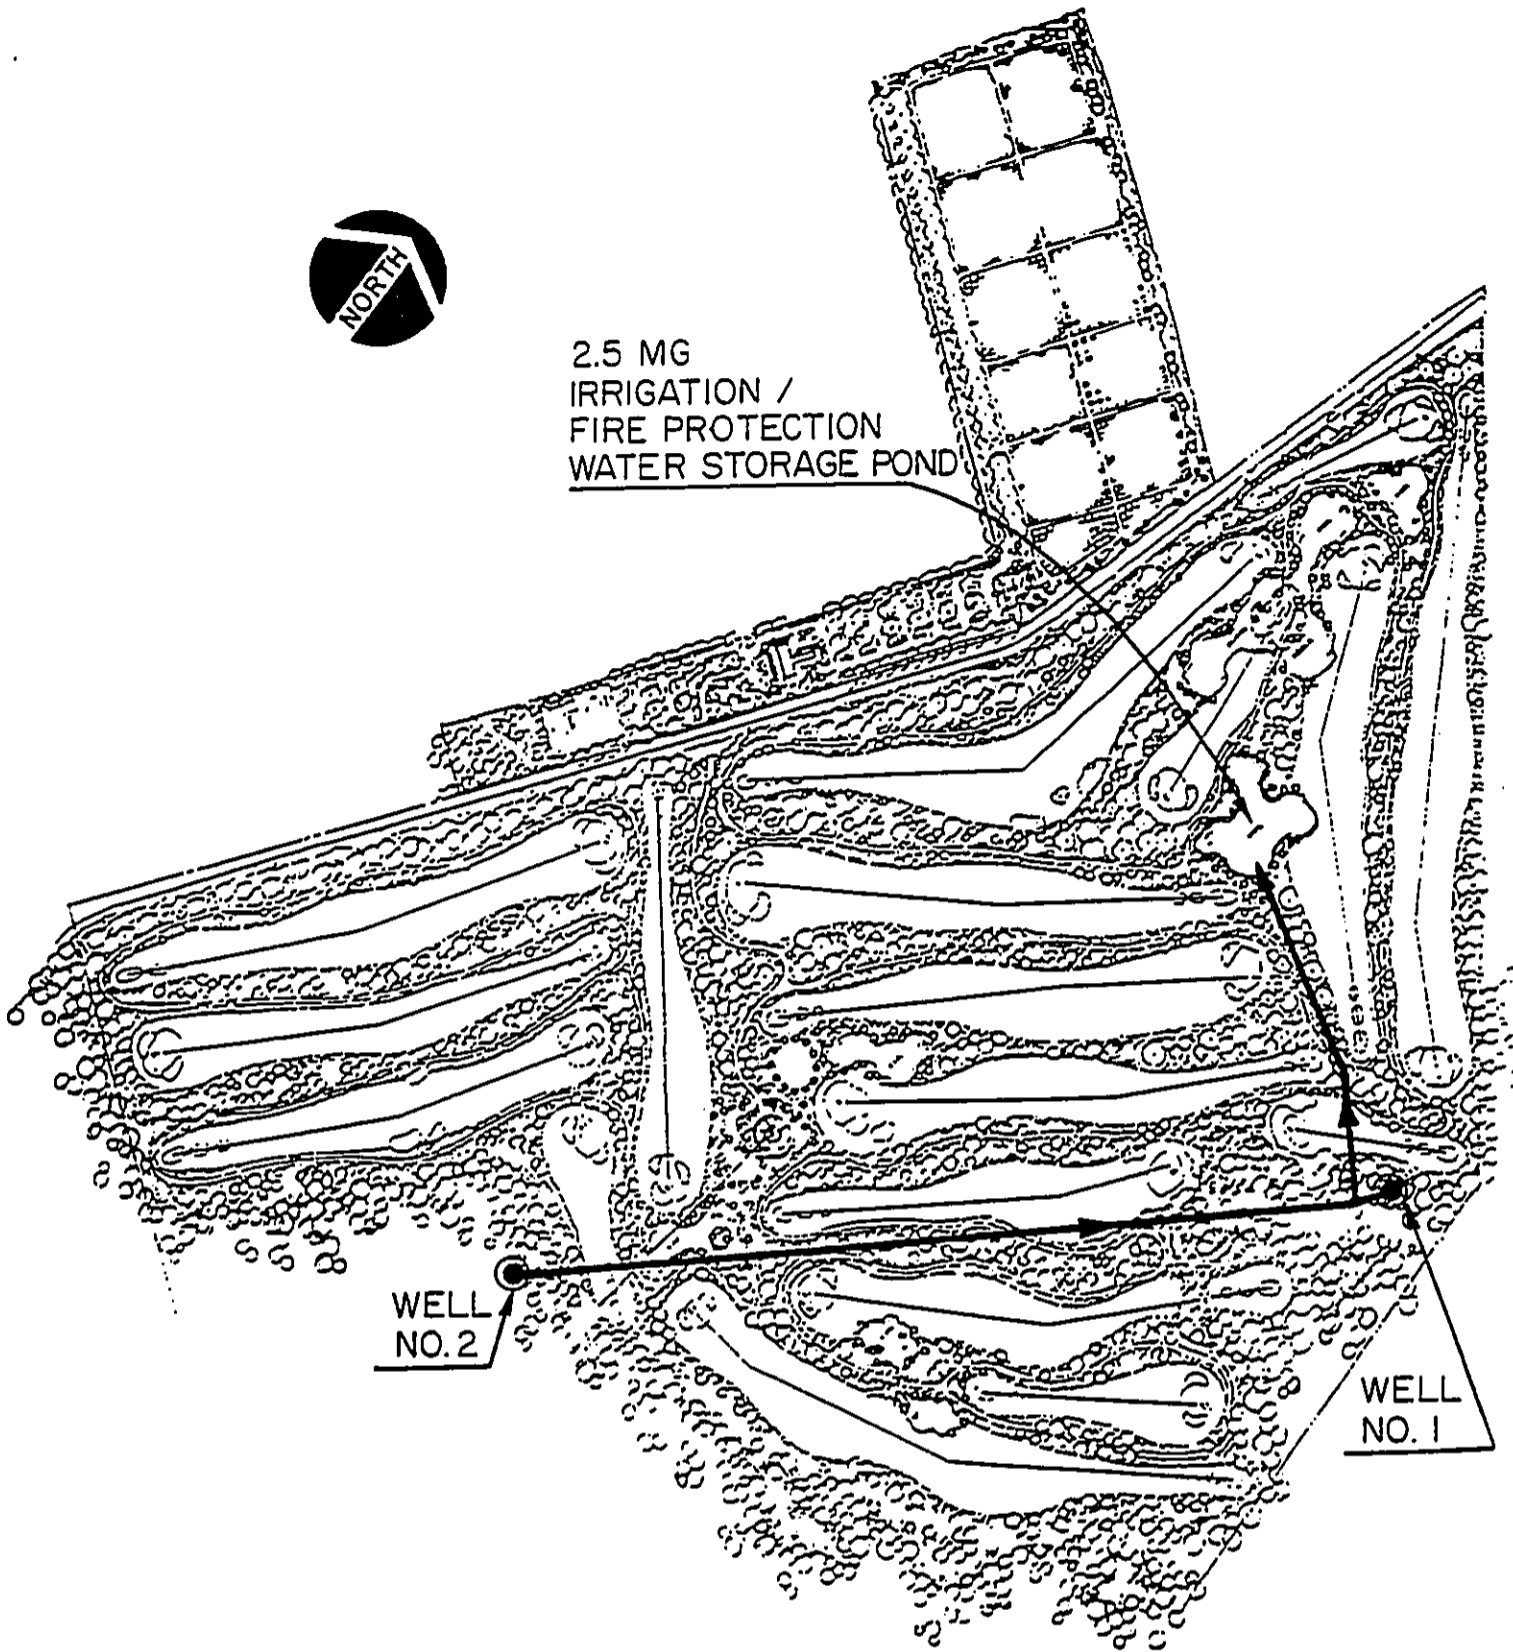 NORTH
2.5 MG
IRRIGATION /
FIRE PROTECTION
WATER STORAGE POND
WELL
NO. 2
WELL
NO. 1